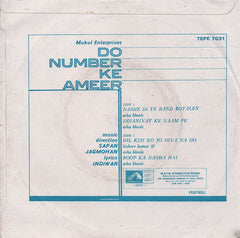 Mukul Enterprises
7EPE 7031
DO
NUMBER
KE
AMEER
SIDE 1
NASHE DI YE BAND BOTALEN
asha bhosle
INSANIYAT KE NAAM PE
asha bhosle
SIDE 2
DIL KISI KO JO DIYA NA HO
kishore kumar &
asha bhosle
ROOP KA NASHA HAI
asha bhosle
music
direction
SAPAN
JAGMOHAN
lyrics
INDIWAR